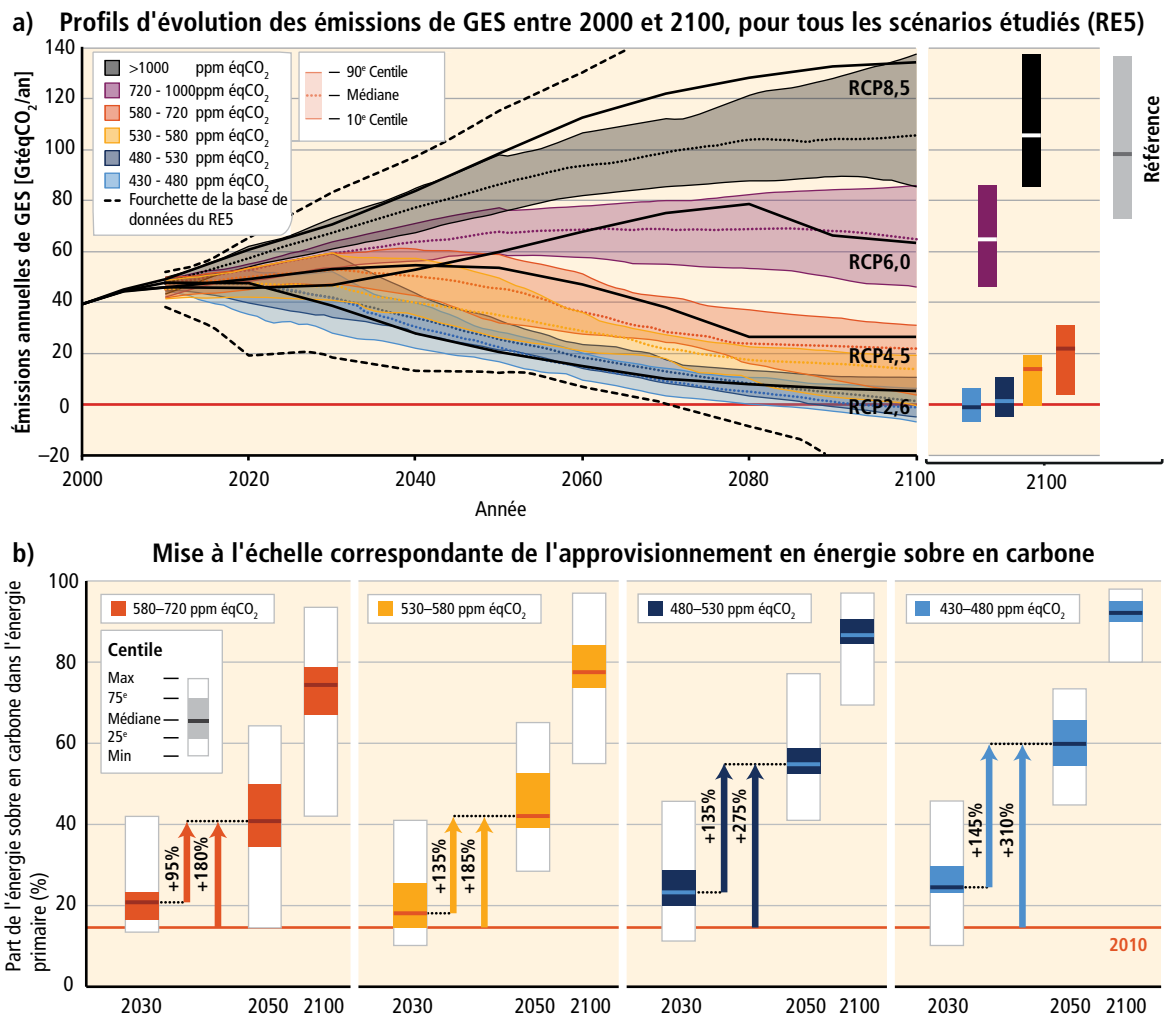 a) Profils d'évolution des émissions de GES entre 2000 et 2100, pour tous les scénarios étudiés (RE5)
Émissions annuelles de GES [GtéqCO2/an]
140
120
100
80
60
40
20
0
−20
>1000 ppm éqCO2
720 - 1000ppm éqCO2
580 - 720 ppm éqCO2
530 - 580 ppm éqCO2
480 - 530 ppm éqCO2
430 - 480 ppm éqCO2
Fourchette de la base de
données du RE5
90e Centile
Médiane
10e Centile
RCP8,5
RCP6,0
RCP4,5
RCP2,6
2000 2020 2040 2060 2080 2100
Année
2100
Référence
b) Mise à l'échelle correspondante de l'approvisionnement en énergie sobre en carbone
Part de l'énergie sobre en carbone dans l'énergie
primaire (%)
100
80
60
40
20
0
580–720 ppm éqCO2
Centile
Max
75e
Médiane
25e
Min
+95%
+180%
2030 2050 2100
530–580 ppm éqCO2
+135%
+185%
2030 2050 2100
480–530 ppm éqCO2
+135%
+275%
2030 2050 2100
430–480 ppm éqCO2
+145%
+310%
2010
2030 2050 2100